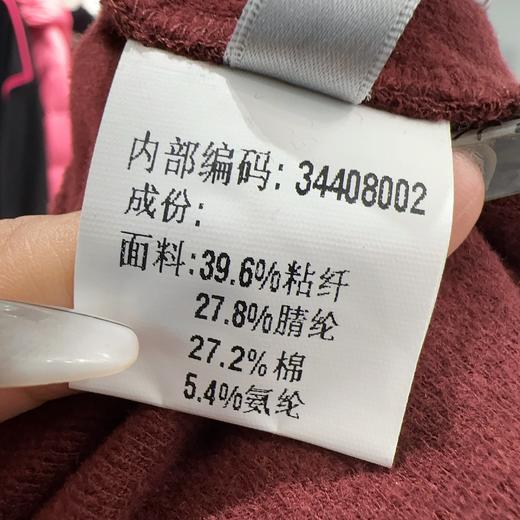 内部编码: 34408002
成份:
面料:39.6%粘纤
27.8%腈纶
27.2%棉
5.4%氨纶